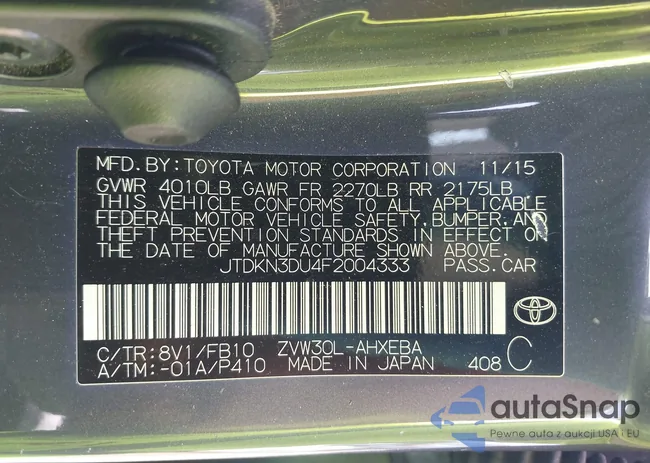 MFD. BY: TOYOTA MOTOR CORPORATION 11/15
GVWR 4010LB GAWR FR 2270LB RR 2175LB
THIS VEHICLE CONFORMS TO ALL APPLICABLE
FEDERAL MOTOR VEHICLE SAFETY, BUMPER, AND
THEFT PREVENTION STANDARDS IN EFFECT ON
THE DATE OF MANUFACTURE SHOWN ABOVE.
JTDKN3DU4F2004333 PASS. CAR
C/TR: 8V1/FB10 ZVW30L-AHXEBA
A/TM: -01A/P410 MADE IN JAPAN 408 C
autaSnap
Pewne auta z aukcji USA i EU